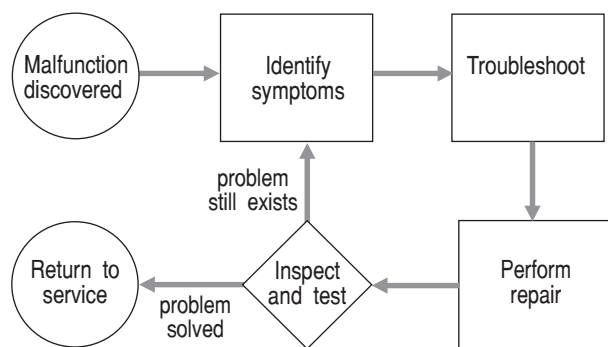 Malfunction
discovered
Identify
symptoms
Troubleshoot
problem
still exists
Return to
service
problem
solved
Inspect
and test
Perform
repair